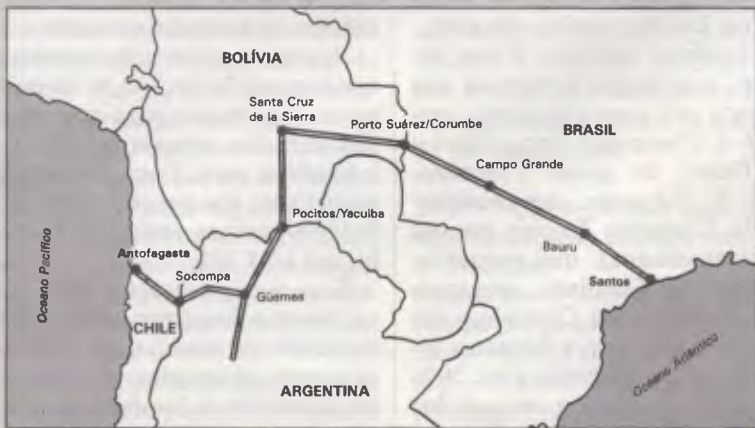 BOLÍVIA
Santa Cruz
de la Sierra
Porto Suárez/Corumbe
BRASIL
Campo Grande
Pocitos/Yacuiba
Oceano Pacífico
Antofagasta
Bauru
Socompa
Santos
Güemes
CHILE
Oceano Atlântico
ARGENTINA